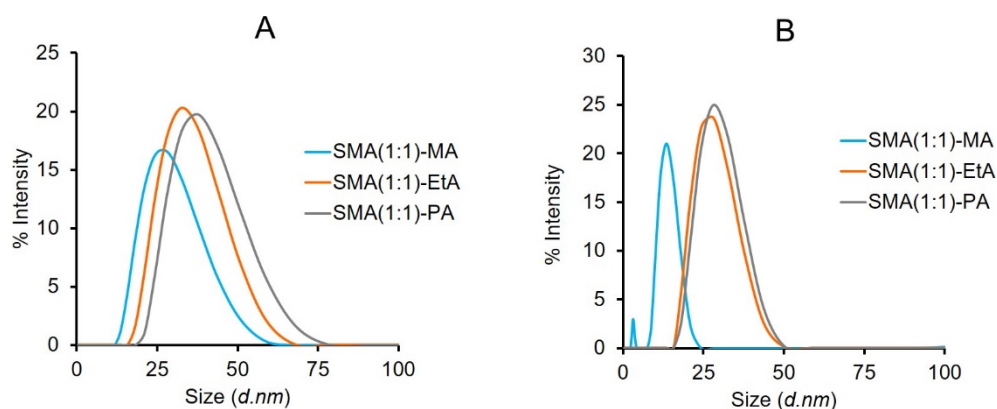 A
25
20
15
10
5
0
% Intensity
0 25 50 75 100
Size (d.nm)
SMA(1:1)-MA
SMA(1:1)-EtA
SMA(1:1)-PA
B
30
25
20
15
10
5
0
% Intensity
0 25 50 75 100
Size (d.nm)
SMA(1:1)-MA
SMA(1:1)-EtA
SMA(1:1)-PA